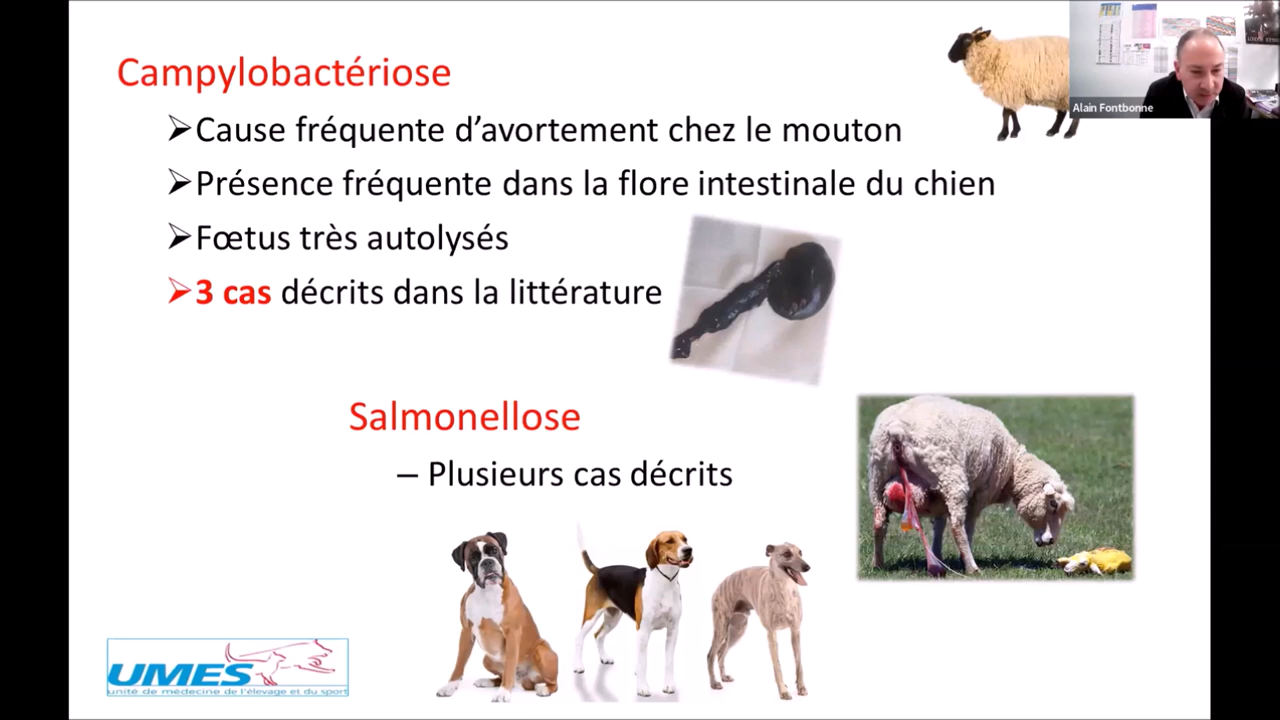 Campylobactériose
➢Cause fréquente d’avortement chez le mouton
➢Présence fréquente dans la flore intestinale du chien
➢Fœtus très autolysés
➢3 cas décrits dans la littérature
Salmonellose
– Plusieurs cas décrits
Alain Fontbonne
UMES
unité de médecine de l'élevage et du sport